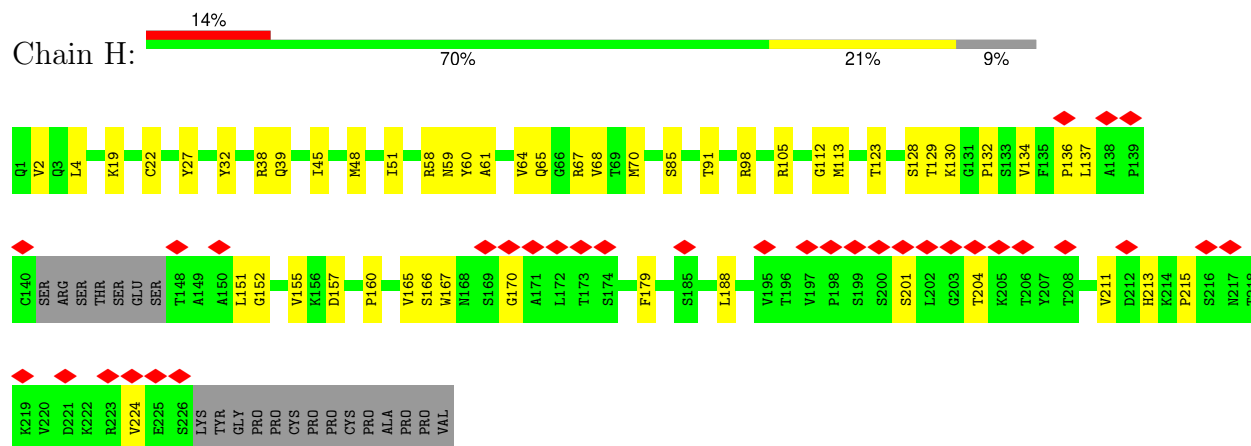 14%
Chain H:
70% 21% 9%
Q1 V2 Q3 L4 K19 C22 Y27 Y32 R38 Q39 I45 M48 I51 R58 N59 Y60 A61 V64 Q65 G66 R67 V68 T69 M70 S85 T91 R98 R105 G112 M113 T123 S128 T129 K130 G131 P132 S133 V134 F135 P136 L137 A138 P139
C140 SER ARG SER THR SER GLU SER T148 A149 A150 L151 G152 V155 K156 D157 P160 V165 S166 W167 N168 S169 G170 A171 L172 T173 S174 F179 S185 L188 V195 T196 V197 P198 S199 S200 S201 L202 G203 T204 K205 T206 Y207 T208 V211 D212 H213 K214 P215 S216 N217 T218
K219 V220 D221 K222 R223 V224 E225 S226 LYS TYR GLY PRO PRO CYS PRO PRO CYS PRO ALA PRO PRO VAL